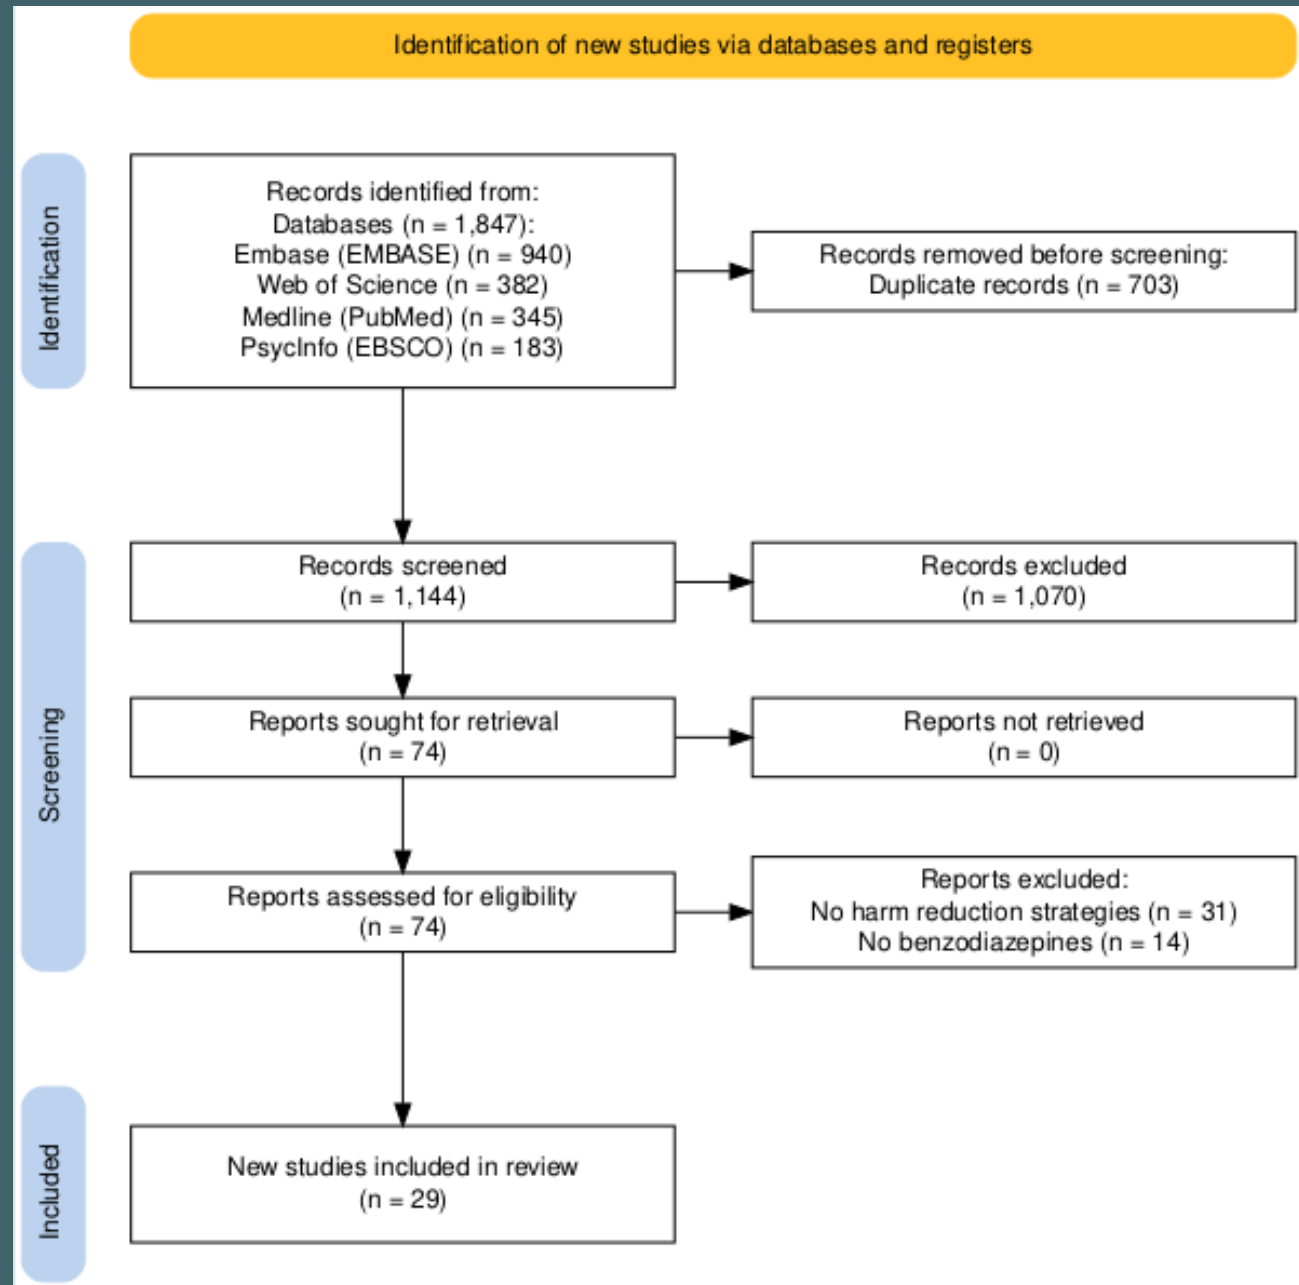 Identification of new studies via databases and registers
Identification
Records identified from:
Databases (n = 1,847):
Embase (EMBASE) (n = 940)
Web of Science (n = 382)
Medline (PubMed) (n = 345)
PsycInfo (EBSCO) (n = 183)
Records removed before screening:
Duplicate records (n = 703)
Screening
Records screened
(n = 1,144)
Records excluded
(n = 1,070)
Reports sought for retrieval
(n = 74)
Reports not retrieved
(n = 0)
Reports assessed for eligibility
(n = 74)
Reports excluded:
No harm reduction strategies (n = 31)
No benzodiazepines (n = 14)
Included
New studies included in review
(n = 29)